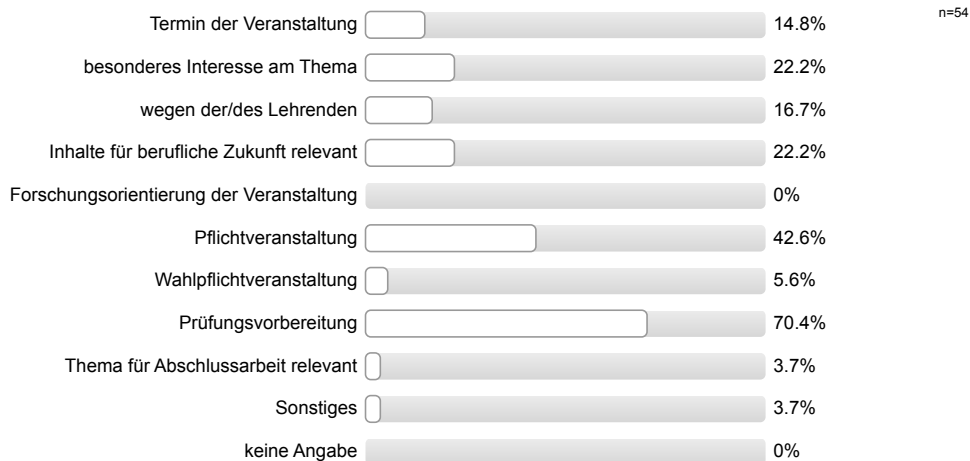 Termin der Veranstaltung 14.8% n=54
besonderes Interesse am Thema 22.2%
wegen der/des Lehrenden 16.7%
Inhalte für berufliche Zukunft relevant 22.2%
Forschungsorientierung der Veranstaltung 0%
Pflichtveranstaltung 42.6%
Wahlpflichtveranstaltung 5.6%
Prüfungsvorbereitung 70.4%
Thema für Abschlussarbeit relevant 3.7%
Sonstiges 3.7%
keine Angabe 0%